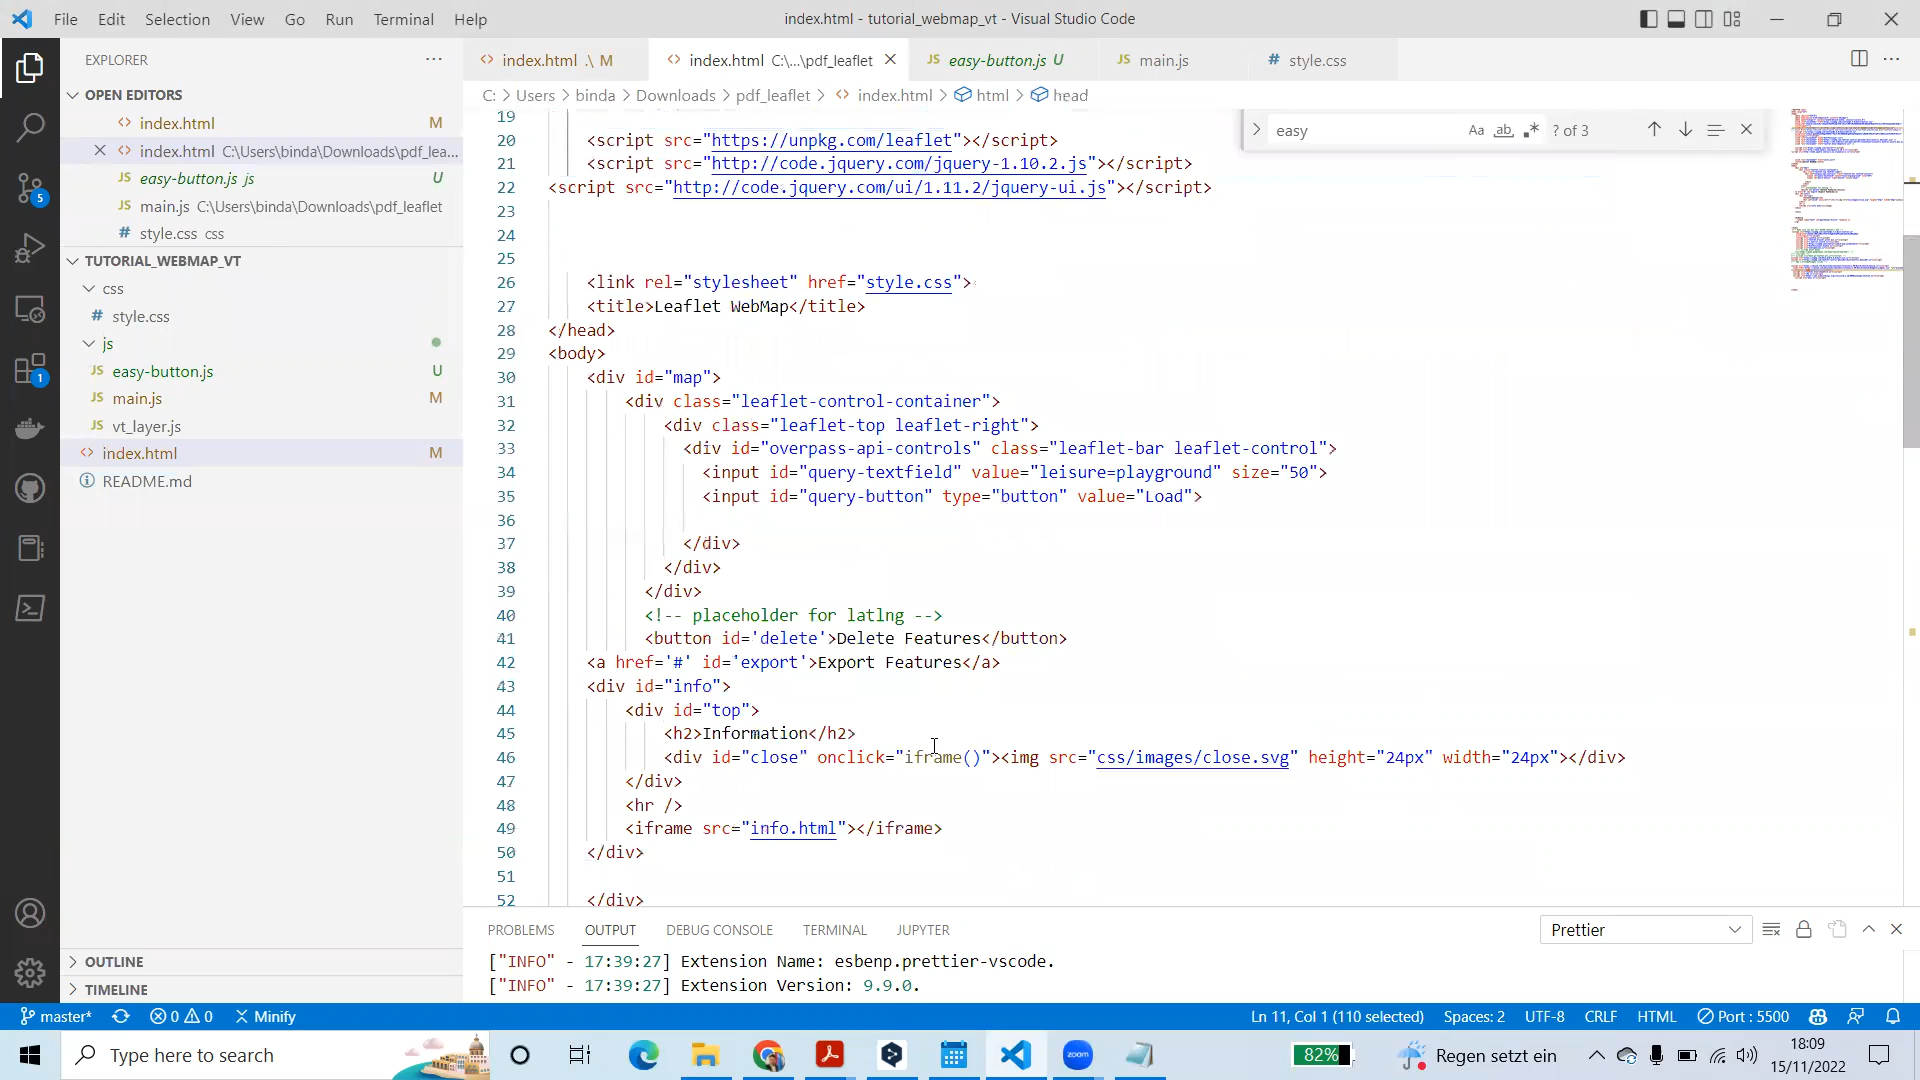 File Edit Selection View Go Run Terminal Help
index.html - tutorial_webmap_vt - Visual Studio Code
EXPLORER
OPEN EDITORS
index.html M
index.html C:\Users\binda\Downloads\pdf_lea...
easy-button.js js U
main.js C:\Users\binda\Downloads\pdf_leaflet
style.css css
TUTORIAL_WEBMAP_VT
css
style.css
js
easy-button.js U
main.js M
vt_layer.js
index.html M
README.md
OUTLINE
TIMELINE
5
1
index.html .\ M
index.html C:\...\pdf_leaflet
easy-button.js U
main.js
style.css
C: > Users > binda > Downloads > pdf_leaflet > index.html > html > head
easy
Aa ab ? of 3
19
20 <script src="https://unpkg.com/leaflet"></script>
21 <script src="http://code.jquery.com/jquery-1.10.2.js"></script>
22 <script src="http://code.jquery.com/ui/1.11.2/jquery-ui.js"></script>
23
24
25
26 <link rel="stylesheet" href="style.css">
27 <title>Leaflet WebMap</title>
28 </head>
29 <body>
30 <div id="map">
31 <div class="leaflet-control-container">
32 <div class="leaflet-top leaflet-right">
33 <div id="overpass-api-controls" class="leaflet-bar leaflet-control">
34 <input id="query-textfield" value="leisure=playground" size="50">
35 <input id="query-button" type="button" value="Load">
36
37 </div>
38 </div>
39 </div>
40 <!-- placeholder for latlng -->
41 <button id='delete'>Delete Features</button>
42 <a href='#' id='export'>Export Features</a>
43 <div id="info">
44 <div id="top">
45 <h2>Information</h2>
46 <div id="close" onclick="iframe()"><img src="css/images/close.svg" height="24px" width="24px"></div>
47 </div>
48 <hr />
49 <iframe src="info.html"></iframe>
50 </div>
51
52 </div>
PROBLEMS OUTPUT DEBUG CONSOLE TERMINAL JUPYTER
Prettier
["INFO" - 17:39:27] Extension Name: esbenp.prettier-vscode.
["INFO" - 17:39:27] Extension Version: 9.9.0.
master* 0 0 Minify
Ln 11, Col 1 (110 selected) Spaces: 2 UTF-8 CRLF HTML Port : 5500
Type here to search
zoom
82%
Regen setzt ein
18:09
15/11/2022